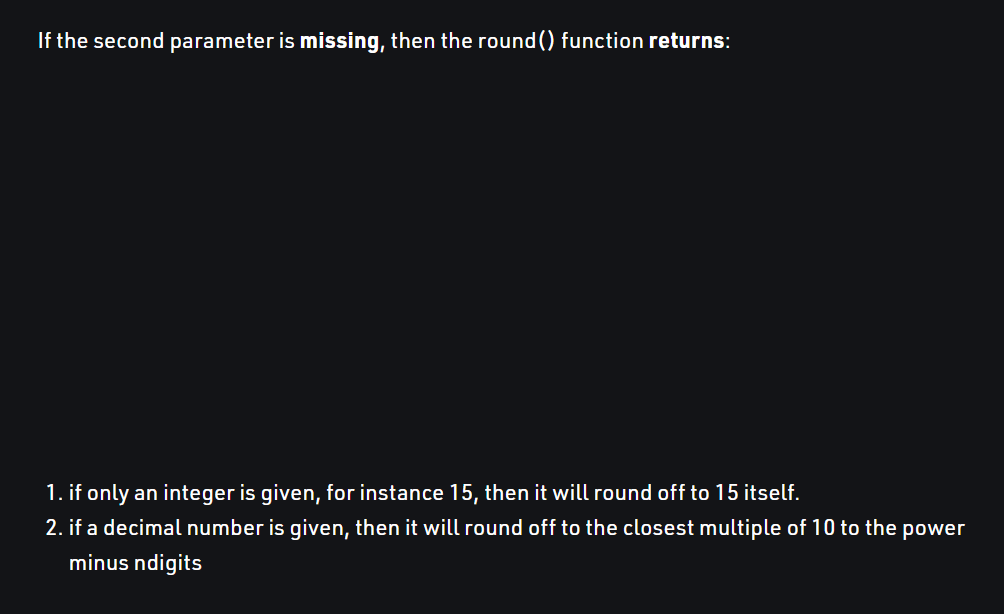 If the second parameter is missing, then the round() function returns:
1. if only an integer is given, for instance 15, then it will round off to 15 itself.
2. if a decimal number is given, then it will round off to the closest multiple of 10 to the power
minus ndigits